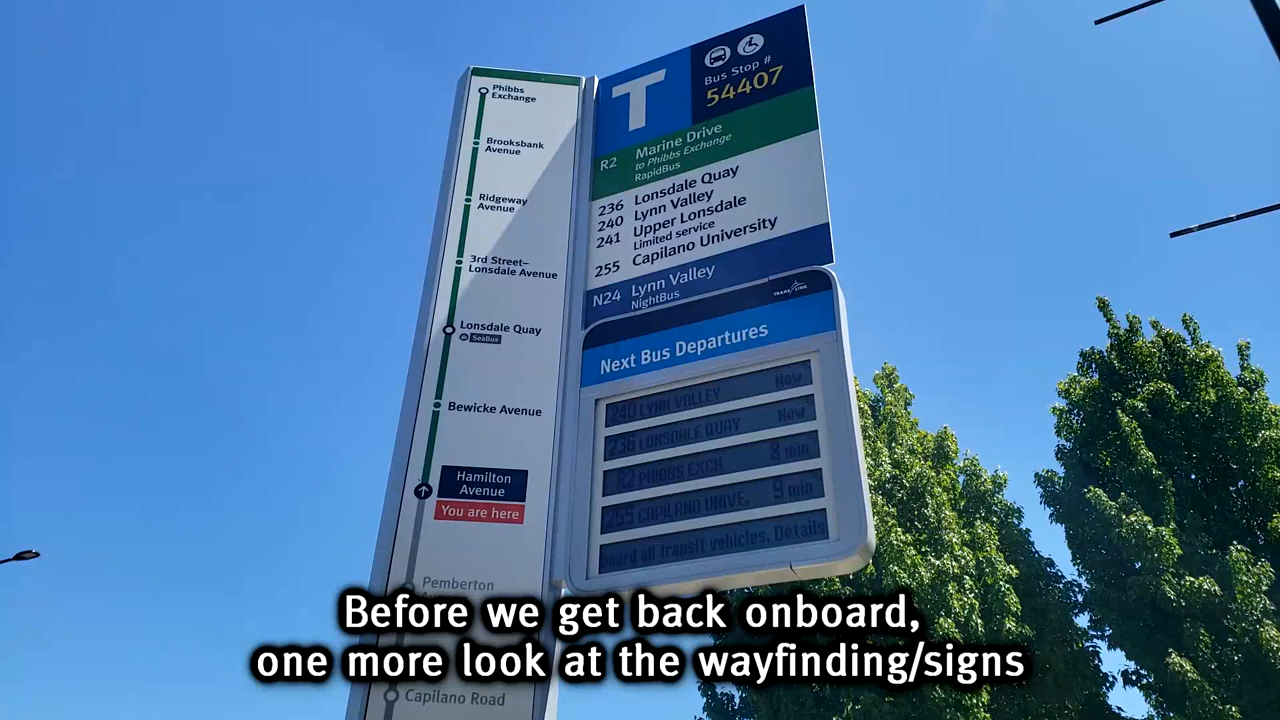 Phibbs
Exchange
Brooksbank
Avenue
Ridgeway
Avenue
3rd Street–
Lonsdale Avenue
Lonsdale Quay
SeaBus
Bewicke Avenue
Hamilton
Avenue
You are here
Pemberton
Capilano Road
T
Bus Stop #
54407
R2 Marine Drive
to Phibbs Exchange
RapidBus
236 Lonsdale Quay
240 Lynn Valley
241 Upper Lonsdale
Limited service
255 Capilano University
N24 Lynn Valley
NightBus
TRANSLINK
Next Bus Departures
240 LYNN VALLEY Now
236 LONSDALE QUAY Now
R2 PHIBBS EXCH 8 min
255 CAPILANO UNIVE. 9 min
board all transit vehicles. Details
Before we get back onboard,
one more look at the wayfinding/signs